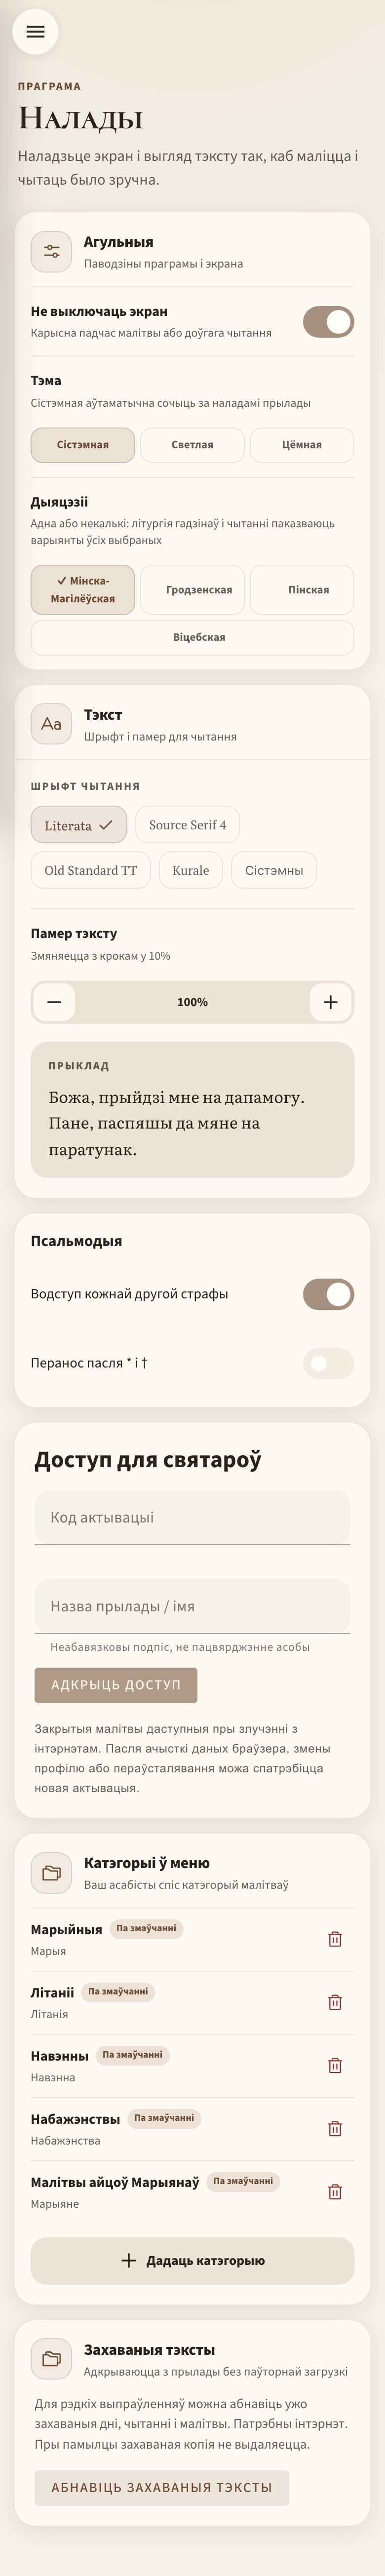 ПРАГРАМА
Налады
Наладзьце экран і выгляд тэксту так, каб маліцца і
чытаць было зручна.
Агульныя
Паводзіны праграмы і экрана
Не выключаць экран
Карысна падчас малітвы або доўгага чытання
Тэма
Сістэмная аўтаматычна сочыць за наладамі прылады
Сістэмная
Светлая
Цёмная
Дыяцэзіі
Адна або некалькі: літургія гадзінаў і чытанні паказваюць
варыянты ўсіх выбраных
✓ Мінска-
Магілёўская
Гродзенская
Пінская
Віцебская
Aa
Тэкст
Шрыфт і памер для чытання
ШРЫФТ ЧЫТАННЯ
Literata ✓
Source Serif 4
Old Standard TT
Kurale
Сістэмны
Памер тэксту
Змяняецца з крокам у 10%
100%
ПРЫКЛАД
Божа, прыйдзі мне на дапамогу.
Пане, паспяшы да мяне на
паратунак.
Псальмодыя
Водступ кожнай другой страфы
Перанос пасля * і †
Доступ для святароў
Код актывацыі
Назва прылады / імя
Неабавязковы подпіс, не пацвярджэнне асобы
АДКРЫЦЬ ДОСТУП
Закрытыя малітвы даступныя пры злучэнні з
інтэрнэтам. Пасля ачысткі даных браўзера, змены
профілю або пераўсталявання можа спатрэбіцца
новая актывацыя.
Катэгорыі ў меню
Ваш асабісты спіс катэгорый малітваў
Марыйныя Па змаўчанні
Марыя
Літаніі Па змаўчанні
Літанія
Навэнны Па змаўчанні
Навэнна
Набажэнствы Па змаўчанні
Набажэнства
Малітвы айцоў Марыянаў Па змаўчанні
Марыяне
Дадаць катэгорыю
Захаваныя тэксты
Адкрываюцца з прылады без паўторнай загрузкі
Для рэдкіх выпраўленняў можна абнавіць ужо
захаваныя дні, чытанні і малітвы. Патрэбны інтэрнэт.
Пры памылцы захаваная копія не выдаляецца.
АБНАВІЦЬ ЗАХАВАНЫЯ ТЭКСТЫ